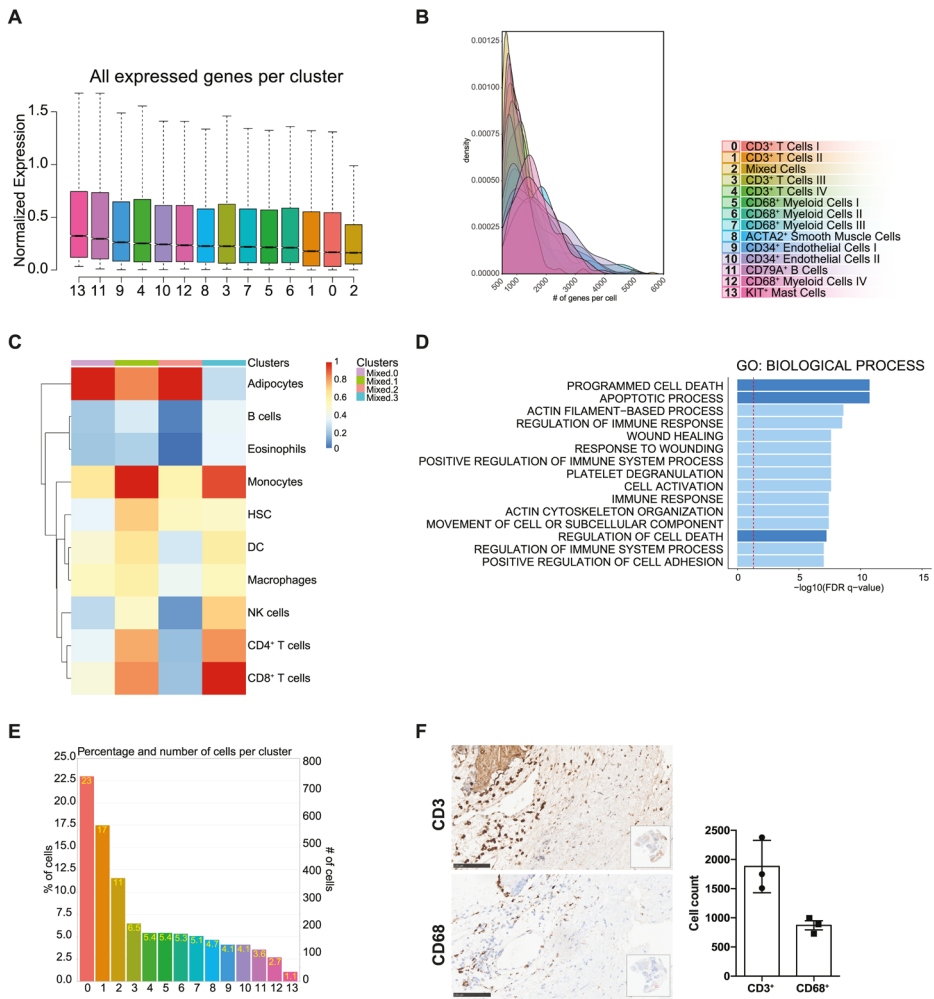 A
All expressed genes per cluster
Normalized Expression
1.5
1.0
0.5
0.0
13 11 9 4 10 12 8 3 7 5 6 1 0 2
B
density
0.00125
0.00100
0.00075
0.00050
0.00025
0.00000
500 1000 2000 3000 4000 5000 6000
# of genes per cell
0 CD3⁺ T Cells I
1 CD3⁺ T Cells II
2 Mixed Cells
3 CD3⁺ T Cells III
4 CD3⁺ T Cells IV
5 CD68⁺ Myeloid Cells I
6 CD68⁺ Myeloid Cells II
7 CD68⁺ Myeloid Cells III
8 ACTA2⁺ Smooth Muscle Cells
9 CD34⁺ Endothelial Cells I
10 CD34⁺ Endothelial Cells II
11 CD79A⁺ B Cells
12 CD68⁺ Myeloid Cells IV
13 KIT⁺ Mast Cells
C
Clusters
Adipocytes
B cells
Eosinophils
Monocytes
HSC
DC
Macrophages
NK cells
CD4⁺ T cells
CD8⁺ T cells
1
0.8
0.6
0.4
0.2
0
Clusters
Mixed.0
Mixed.1
Mixed.2
Mixed.3
D
GO: BIOLOGICAL PROCESS
PROGRAMMED CELL DEATH
APOPTOTIC PROCESS
ACTIN FILAMENT−BASED PROCESS
REGULATION OF IMMUNE RESPONSE
WOUND HEALING
RESPONSE TO WOUNDING
POSITIVE REGULATION OF IMMUNE SYSTEM PROCESS
PLATELET DEGRANULATION
CELL ACTIVATION
IMMUNE RESPONSE
ACTIN CYTOSKELETON ORGANIZATION
MOVEMENT OF CELL OR SUBCELLULAR COMPONENT
REGULATION OF CELL DEATH
REGULATION OF IMMUNE SYSTEM PROCESS
POSITIVE REGULATION OF CELL ADHESION
0 5 10 15
−log10(FDR q−value)
E
Percentage and number of cells per cluster
% of cells
25.0
22.5
20.0
17.5
15.0
12.5
10.0
7.5
5.0
2.5
0.0
23 17 11 6.5 5.4 5.4 5.3 5.1 4.7 4.1 4.1 3.6 2.7 1.1
0 1 2 3 4 5 6 7 8 9 10 11 12 13
800
700
600
500
400
300
200
100
0
# of cells
F
CD3
CD68
Cell count
2500
2000
1500
1000
500
0
CD3⁺ CD68⁺